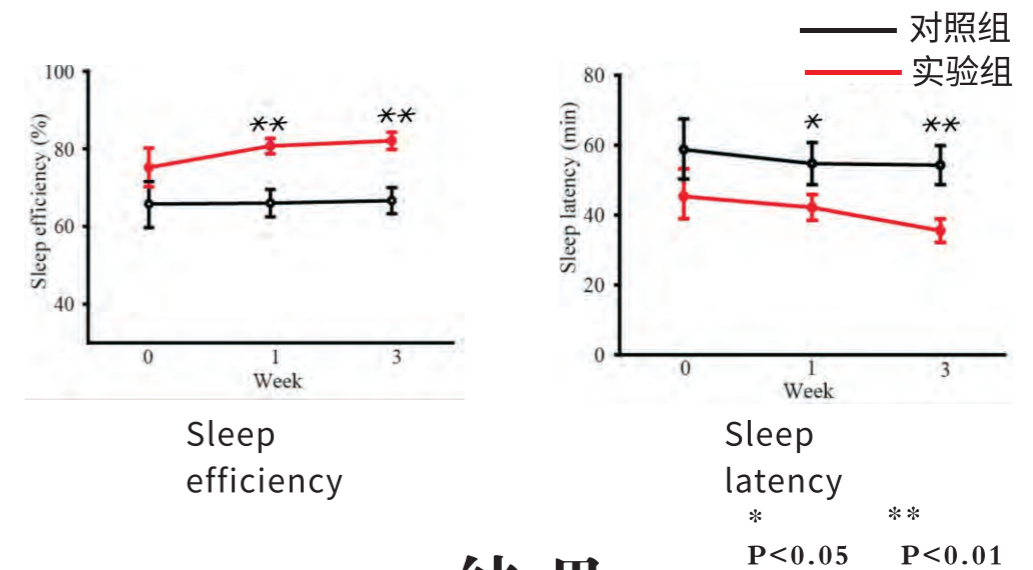 对照组
实验组
100
80
60
40
Sleep efficiency (%)
**
**
0 1 3
Week
80
60
40
20
0
Sleep latency (min)
*
**
0 1 3
Week
Sleep
efficiency
Sleep
latency
* **
P<0.05 P<0.01